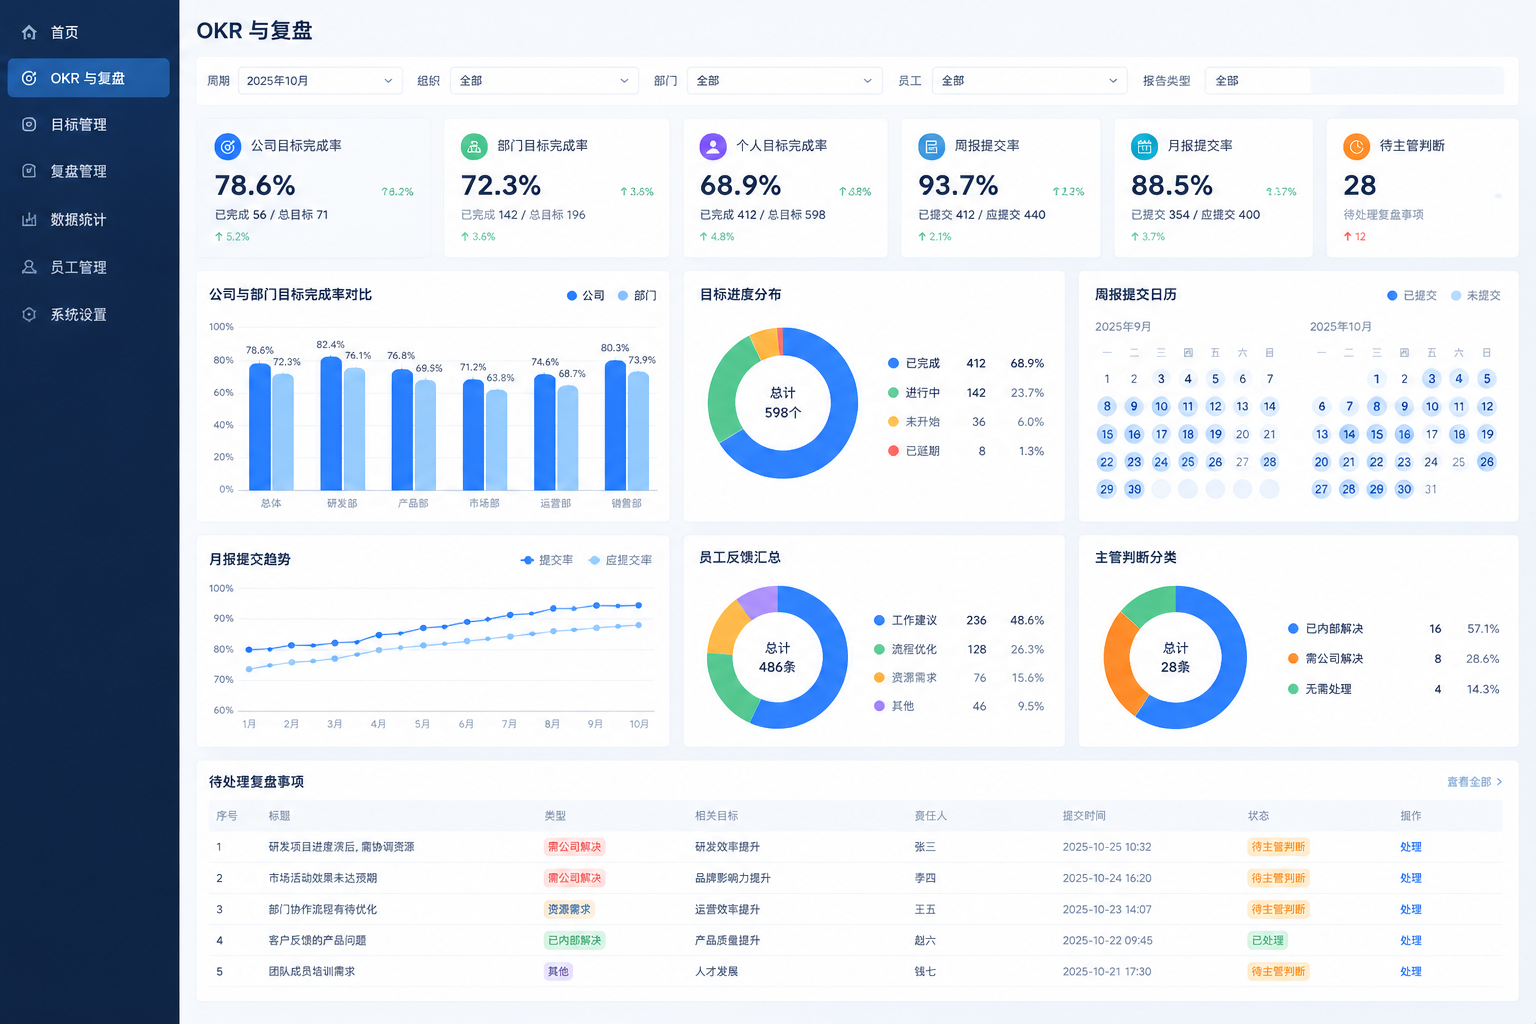 首页
OKR 与复盘
目标管理
复盘管理
数据统计
员工管理
系统设置
OKR 与复盘
周期 2025年10月 组织 全部 部门 全部 员工 全部 报告类型 全部
公司目标完成率
78.6%
已完成 56 / 总目标 71
↑ 5.2%
部门目标完成率
72.3% ↑ 3.5%
已完成 142 / 总目标 196
↑ 3.6%
个人目标完成率
68.9%
已完成 412 / 总目标 598
↑ 4.8%
周报提交率
93.7%
已提交 412 / 应提交 440
↑ 2.1%
月报提交率
88.5%
已提交 354 / 应提交 400
↑ 3.7%
待主管判断
28
待处理复盘事项
↑ 12
公司与部门目标完成率对比 公司 部门
100%
80%
60%
40%
20%
0%
78.6% 72.3% 82.4% 76.1% 76.8% 69.5% 71.2% 63.8% 74.6% 68.7% 80.3% 73.9%
总体 研发部 产品部 市场部 运营部 销售部
目标进度分布
总计
598个
已完成 412 68.9%
进行中 142 23.7%
未开始 36 6.0%
已延期 8 1.3%
周报提交日历 已提交 未提交
2025年9月
一 二 三 四 五 六 日
1 2 3 4 5 6 7
8 9 10 11 12 13 14
15 16 17 18 19 20 21
22 23 24 25 26 27 28
29 30
2025年10月
一 二 三 四 五 六 日
1 2 3 4 5
6 7 8 9 10 11 12
13 14 15 16 17 18 19
20 21 22 23 24 25 26
27 28 29 30 31
月报提交趋势 提交率 应提交率
100%
90%
80%
70%
60%
1月 2月 3月 4月 5月 6月 7月 8月 9月 10月
员工反馈汇总
总计
486条
工作建议 236 48.6%
流程优化 128 26.3%
资源需求 76 15.6%
其他 46 9.5%
主管判断分类
总计
28条
已内部解决 16 57.1%
需公司解决 8 28.6%
无需处理 4 14.3%
待处理复盘事项 查看全部 >
序号 标题 类型 相关目标 责任人 提交时间 状态 操作
1 研发项目进度滞后, 需协调资源 需公司解决 研发效率提升 张三 2025-10-25 10:32 待主管判断 处理
2 市场活动效果未达预期 需公司解决 品牌影响力提升 李四 2025-10-24 16:20 待主管判断 处理
3 部门协作流程有待优化 资源需求 运营效率提升 王五 2025-10-23 14:07 待主管判断 处理
4 客户反馈的产品问题 已内部解决 产品质量提升 赵六 2025-10-22 09:45 已处理 处理
5 团队成员培训需求 其他 人才发展 钱七 2025-10-21 17:30 待主管判断 处理